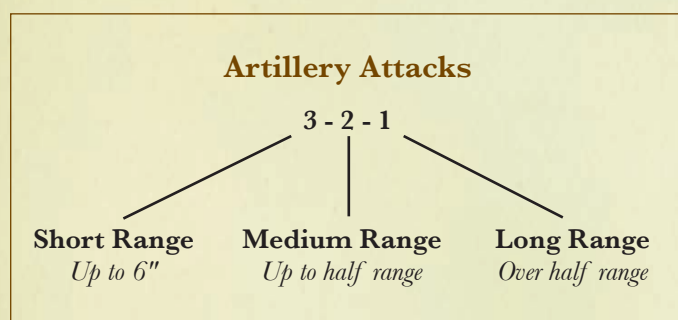 Artillery Attacks
3 - 2 - 1
Short Range Medium Range Long Range
Up to 6" Up to half range Over half range